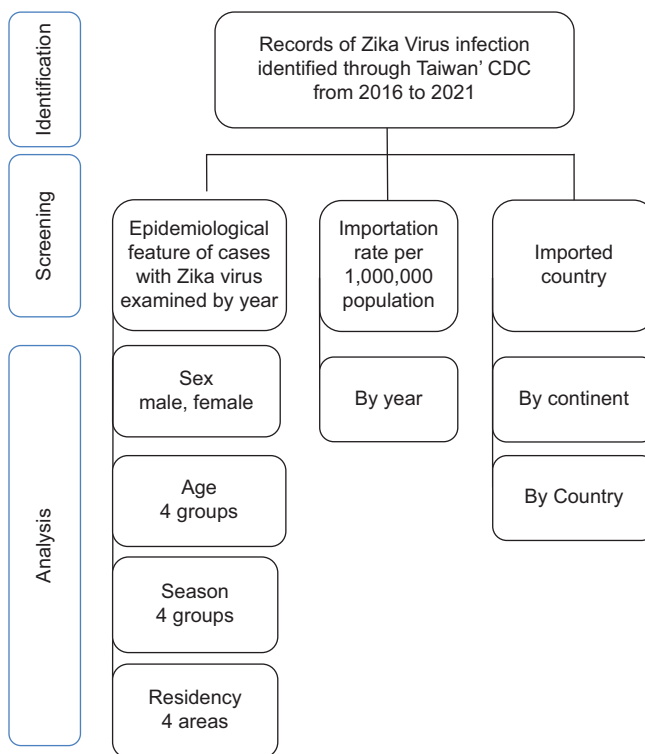 Identification
Records of Zika Virus infection
identified through Taiwan’ CDC
from 2016 to 2021
Screening
Epidemiological
feature of cases
with Zika virus
examined by year
Importation
rate per
1,000,000
population
Imported
country
Analysis
Sex
male, female
By year
By continent
Age
4 groups
By Country
Season
4 groups
Residency
4 areas